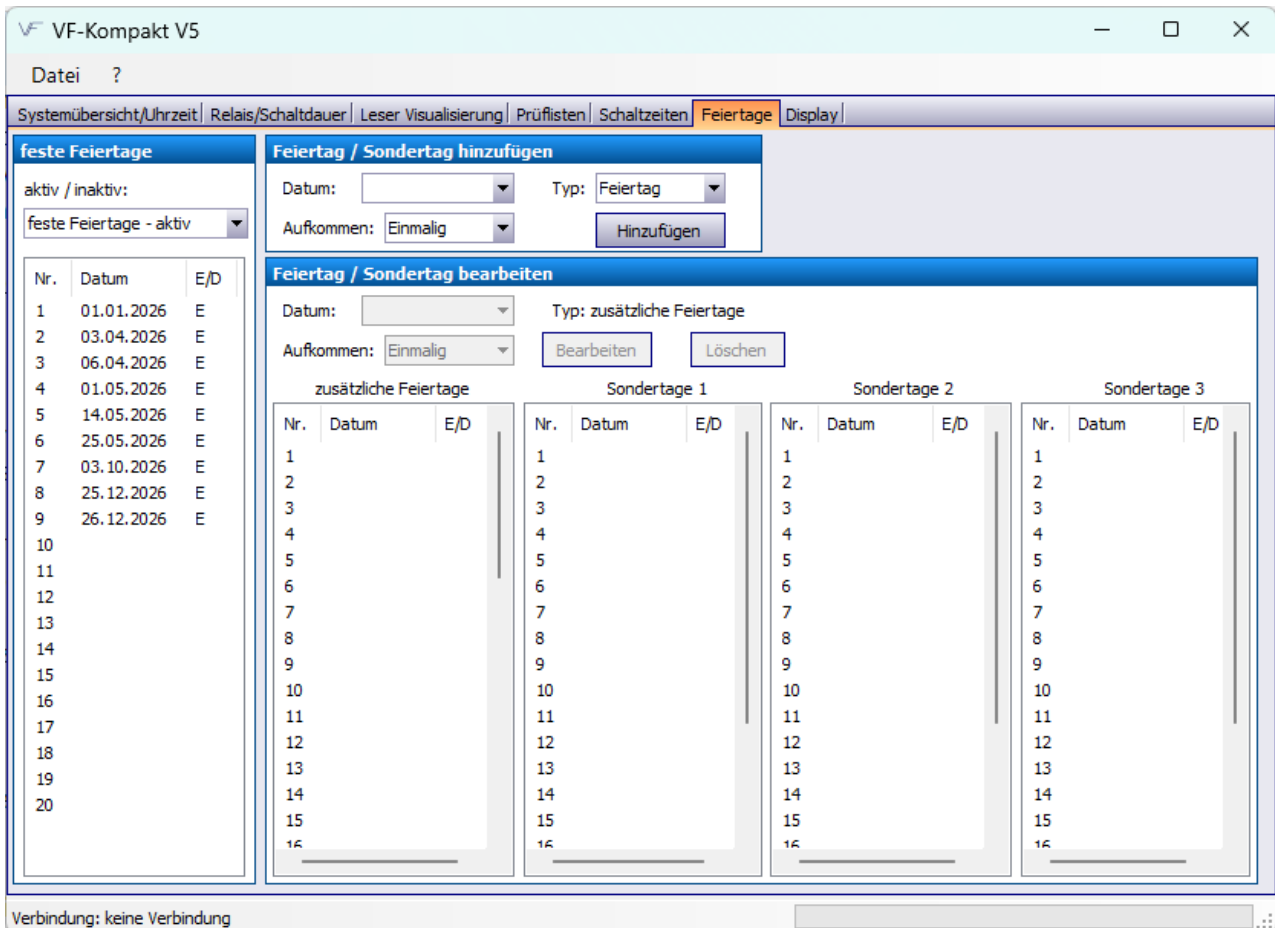 VF VF-Kompakt V5
Datei ?
Systemübersicht/Uhrzeit Relais/Schaltdauer Leser Visualisierung Prüflisten Schaltzeiten Feiertage Display
feste Feiertage
aktiv / inaktiv:
feste Feiertage - aktiv
Nr. Datum E/D
1 01.01.2026 E
2 03.04.2026 E
3 06.04.2026 E
4 01.05.2026 E
5 14.05.2026 E
6 25.05.2026 E
7 03.10.2026 E
8 25.12.2026 E
9 26.12.2026 E
10
11
12
13
14
15
16
17
18
19
20
Feiertag / Sondertag hinzufügen
Datum: Typ: Feiertag
Aufkommen: Einmalig Hinzufügen
Feiertag / Sondertag bearbeiten
Datum: Typ: zusätzliche Feiertage
Aufkommen: Einmalig Bearbeiten Löschen
zusätzliche Feiertage Sondertage 1 Sondertage 2 Sondertage 3
Nr. Datum E/D Nr. Datum E/D Nr. Datum E/D Nr. Datum E/D
1 1 1 1
2 2 2 2
3 3 3 3
4 4 4 4
5 5 5 5
6 6 6 6
7 7 7 7
8 8 8 8
9 9 9 9
10 10 10 10
11 11 11 11
12 12 12 12
13 13 13 13
14 14 14 14
15 15 15 15
16 16 16 16
Verbindung: keine Verbindung